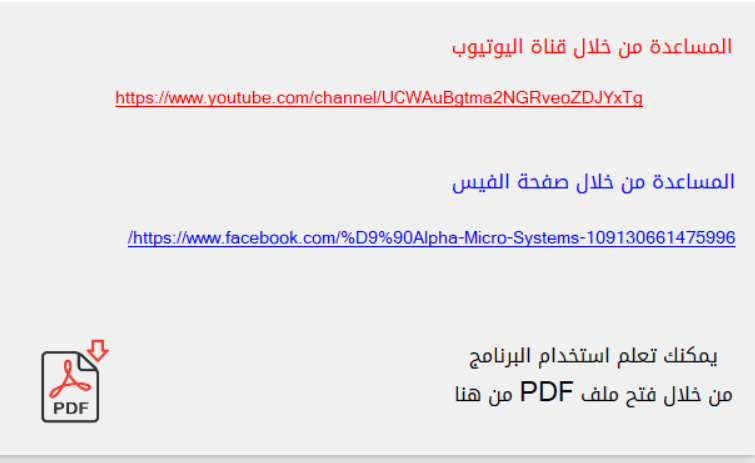 المساعدة من خلال قناة اليوتيوب
https://www.youtube.com/channel/UCWAuBgtma2NGRveoZDJYxTg
المساعدة من خلال صفحة الفيس
/https://www.facebook.com/%D9%90Alpha-Micro-Systems-109130661475996
يمكنك تعلم استخدام البرنامج
من خلال فتح ملف PDF من هنا
PDF